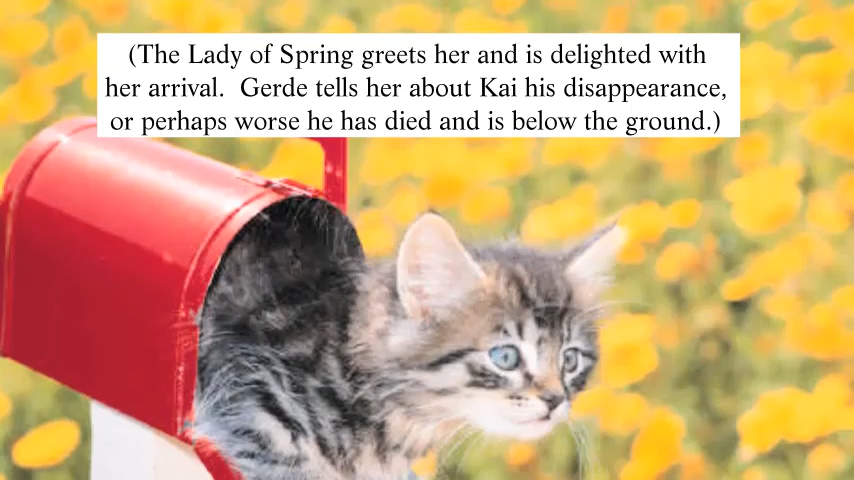 (The Lady of Spring greets her and is delighted with
her arrival.  Gerde tells her about Kai his disappearance,
or perhaps worse he has died and is below the ground.)